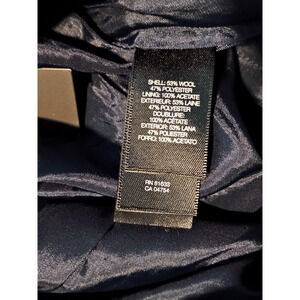 SHELL: 53% WOOL
47% POLYESTER
LINING: 100% ACETATE
EXTERIEUR: 53% LAINE
47% POLYESTER
DOUBLURE:
100% ACÉTATE
EXTERIOR: 53% LANA
47% POLIESTER
FORRO: 100% ACETATO
RN 81633
CA 04754